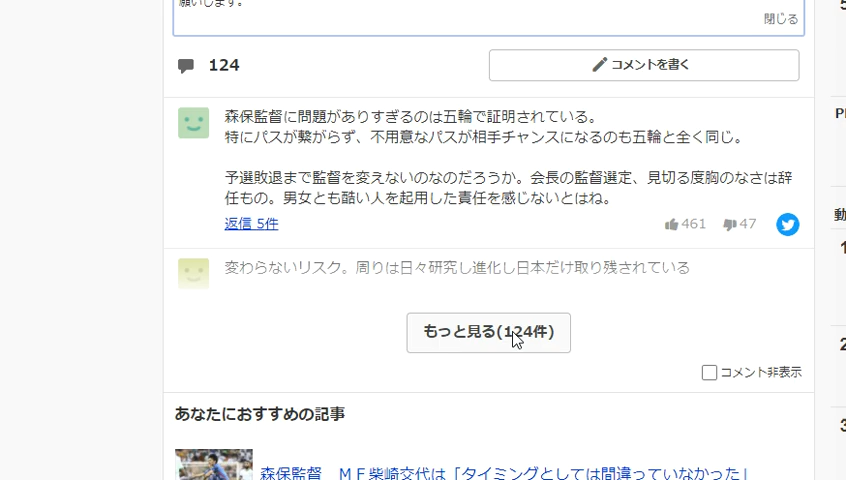 願いします。
閉じる
124
コメントを書く
森保監督に問題がありすぎるのは五輪で証明されている。
特にパスが繋がらず、不用意なパスが相手チャンスになるのも五輪と全く同じ。
予選敗退まで監督を変えないのなのだろうか。会長の監督選定、見切る度胸のなさは辞
任もの。男女とも酷い人を起用した責任を感じないとはね。
返信 5件
461
47
変わらないリスク。周りは日々研究し進化し日本だけ取り残されている
もっと見る(124件)
コメント非表示
あなたにおすすめの記事
森保監督 MF柴崎交代は「タイミングとしては間違っていなかった」
動
1
2
3